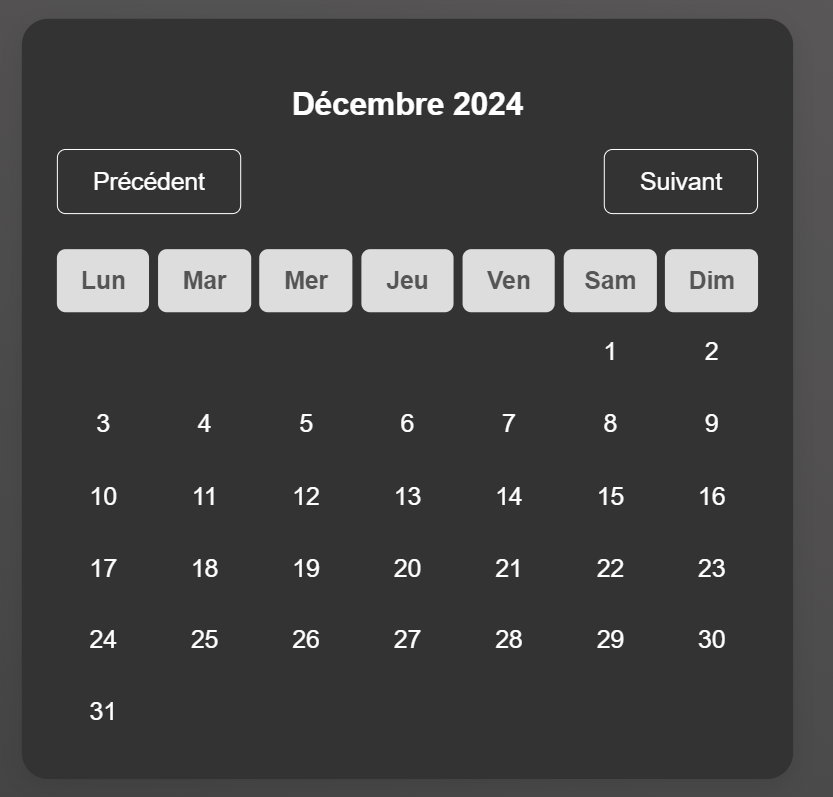 Décembre 2024
Précédent Suivant
Lun Mar Mer Jeu Ven Sam Dim
1 2
3 4 5 6 7 8 9
10 11 12 13 14 15 16
17 18 19 20 21 22 23
24 25 26 27 28 29 30
31